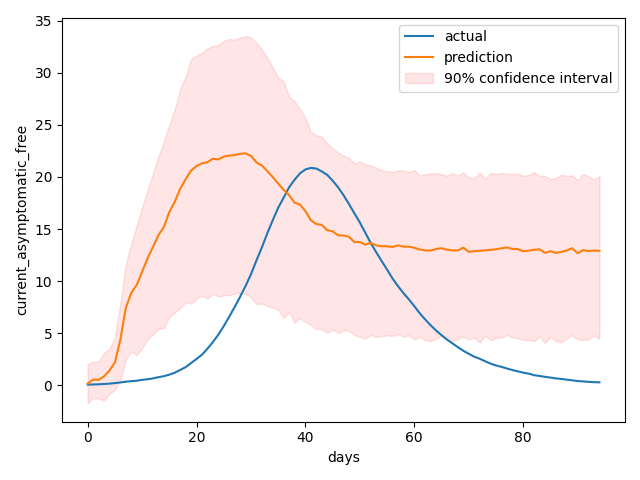 actual
prediction
90% confidence interval
current_asymptomatic_free
35
30
25
20
15
10
5
0
0
20
40
60
80
days